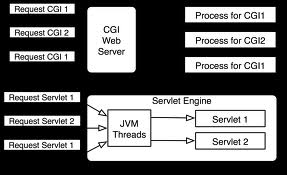 Request CGI 1
Request CGI 2
Request CGI 1
CGI
Web
Server
Process for CGI1
Process for CGI2
Process for CGI1
Request Servlet 1
Request Servlet 2
Request Servlet 1
Servlet Engine
JVM
Threads
Servlet 1
Servlet 2